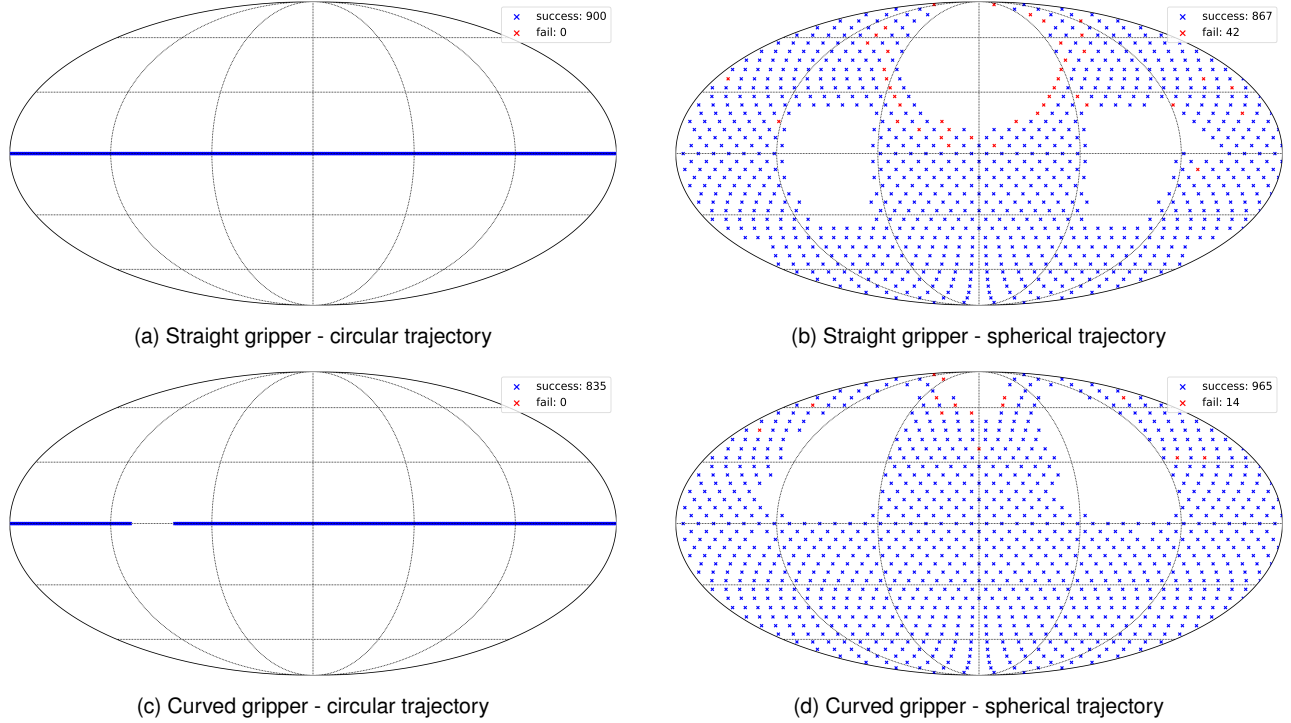 success: 900
fail: 0
(a) Straight gripper - circular trajectory
success: 867
fail: 42
(b) Straight gripper - spherical trajectory
success: 835
fail: 0
(c) Curved gripper - circular trajectory
success: 965
fail: 14
(d) Curved gripper - spherical trajectory